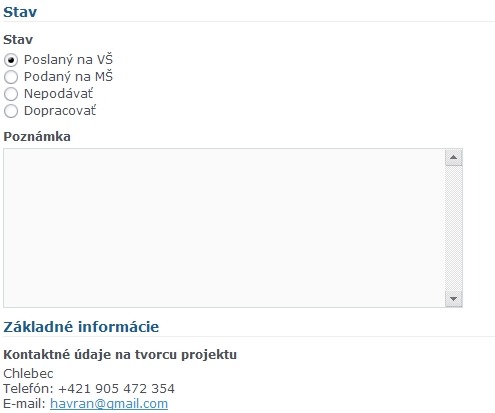 Stav
Stav
Poslaný na VŠ
Podaný na MŠ
Nepodávať
Dopracovať
Poznámka
Základné informácie
Kontaktné údaje na tvorcu projektu
Chlebec
Telefón: +421 905 472 354
E-mail: havran@gmail.com